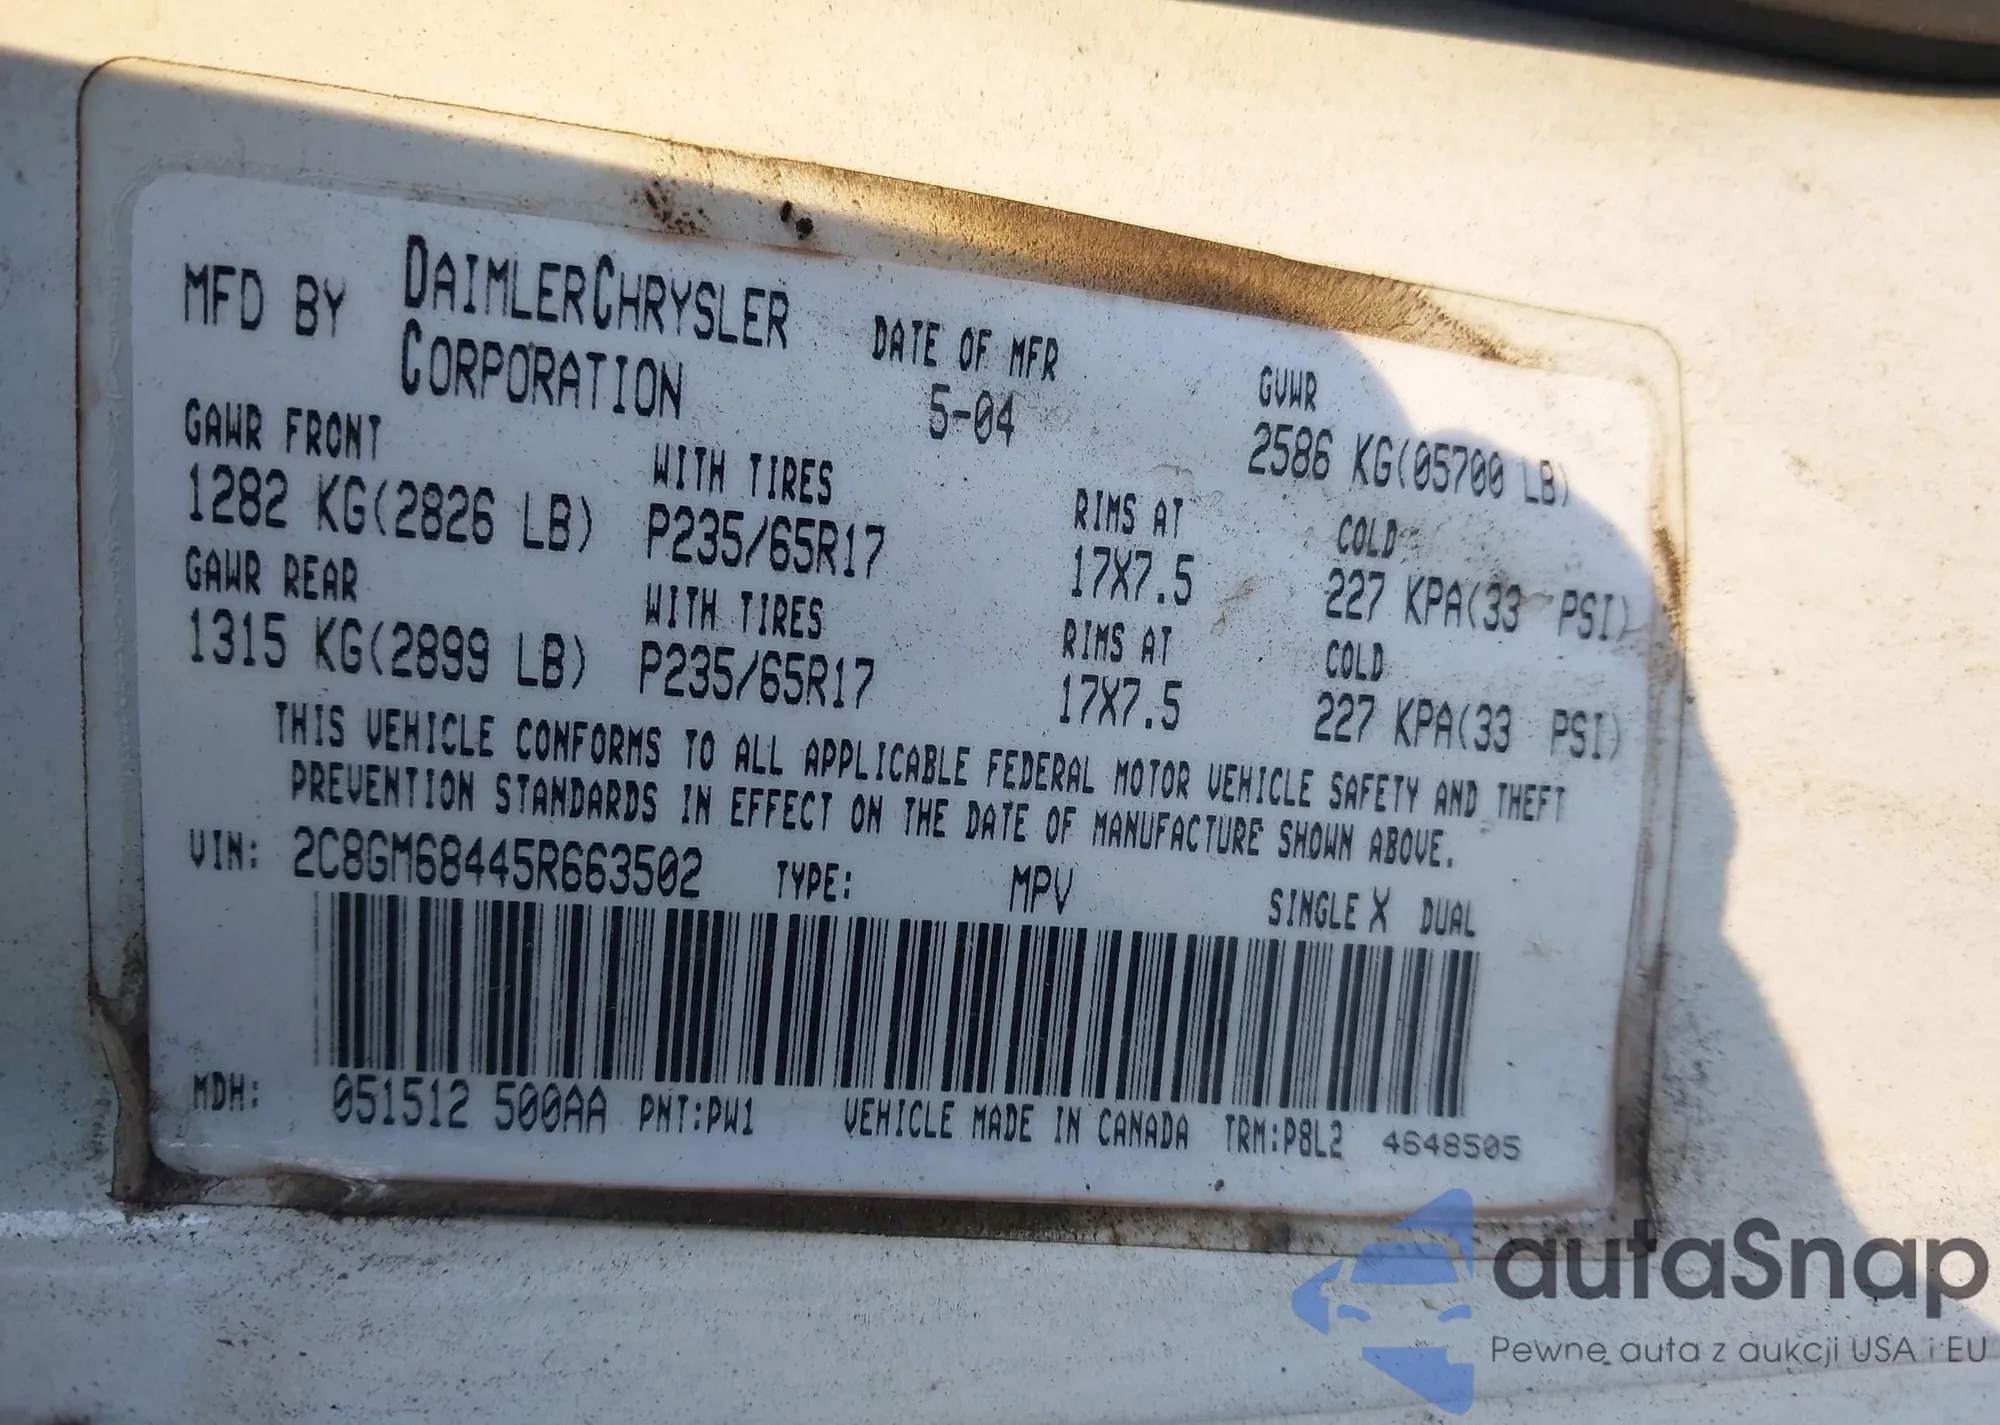 MFD BY DAIMLERCHRYSLER CORPORATION DATE OF MFR 5-04 GVWR 2586 KG(05700 LB)
GAWR FRONT WITH TIRES RIMS AT COLD
1282 KG(2826 LB) P235/65R17 17X7.5 227 KPA(33 PSI)
GAWR REAR WITH TIRES RIMS AT COLD
1315 KG(2899 LB) P235/65R17 17X7.5 227 KPA(33 PSI)
THIS VEHICLE CONFORMS TO ALL APPLICABLE FEDERAL MOTOR VEHICLE SAFETY AND THEFT
PREVENTION STANDARDS IN EFFECT ON THE DATE OF MANUFACTURE SHOWN ABOVE.
VIN: 2C8GM68445R663502 TYPE: MPV SINGLE X DUAL
MDH: 051512 500AA PNT:PW1 VEHICLE MADE IN CANADA TRM:P8L2 4648505
autaSnap
Pewne auta z aukcji USA i EU